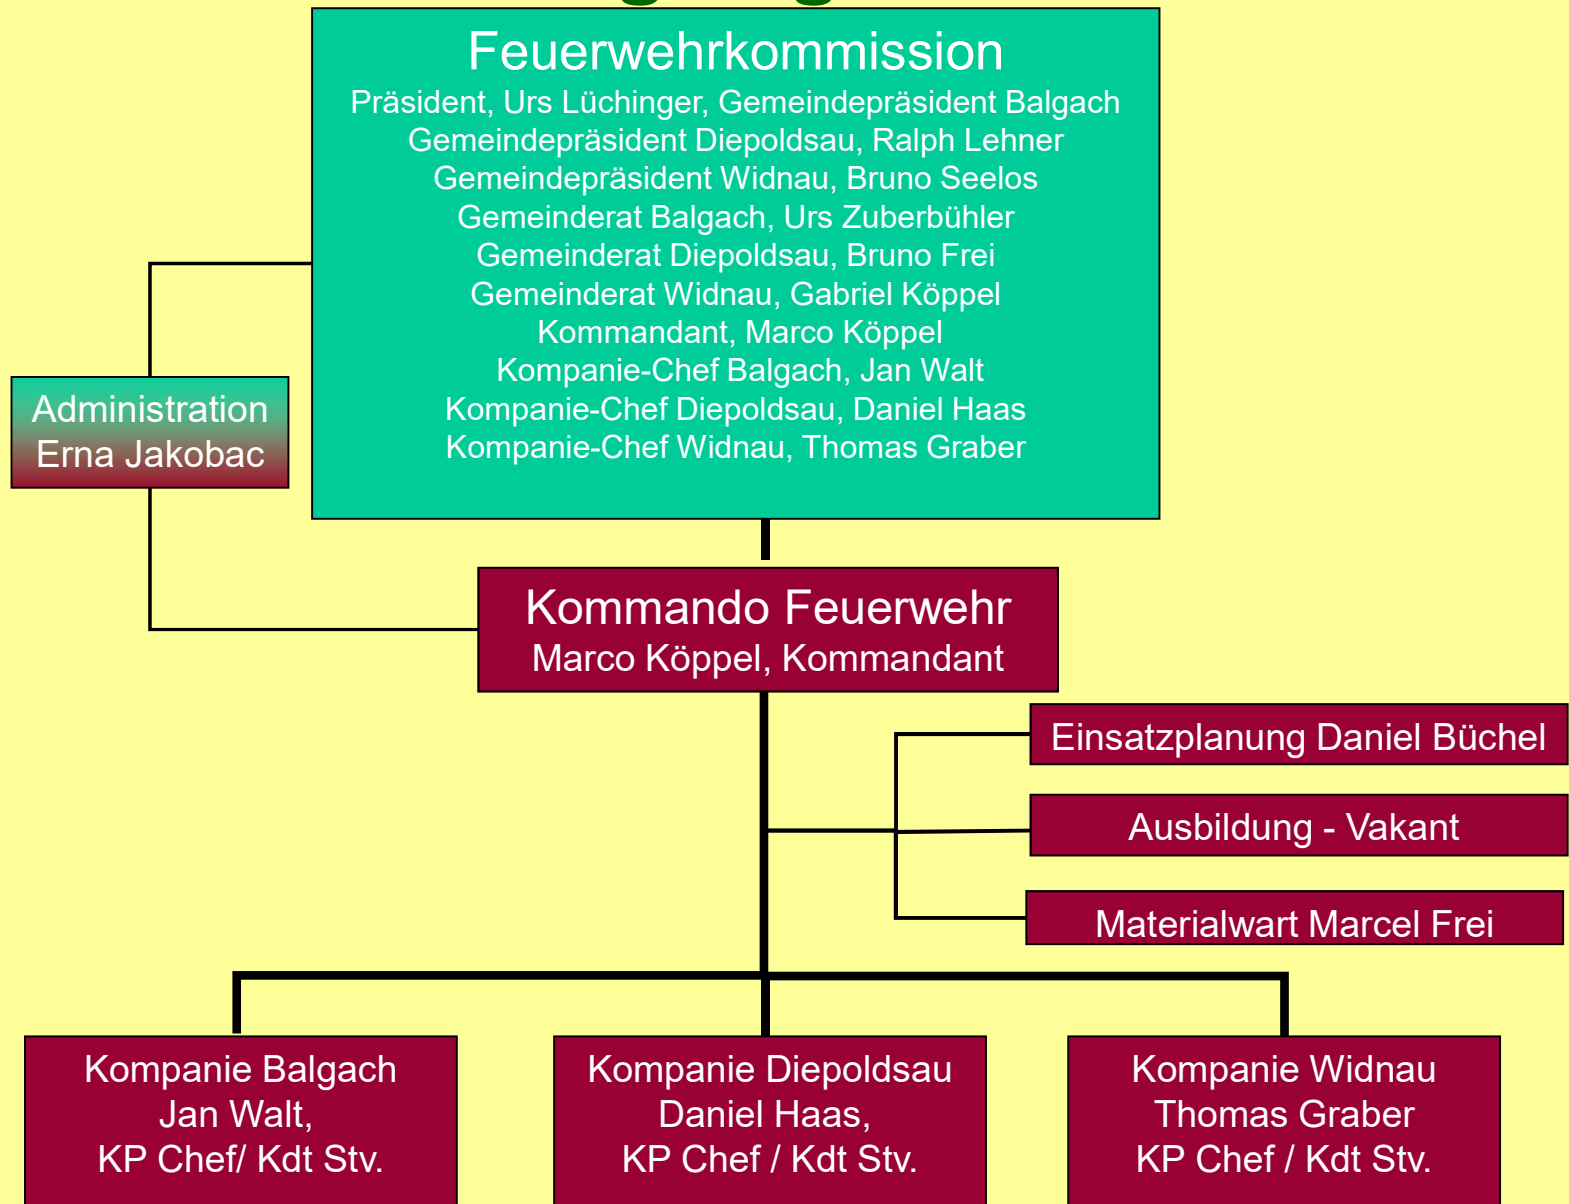 Feuerwehrkommission
Präsident, Urs Lüchinger, Gemeindepräsident Balgach
Gemeindepräsident Diepoldsau, Ralph Lehner
Gemeindepräsident Widnau, Bruno Seelos
Gemeinderat Balgach, Urs Zuberbühler
Gemeinderat Diepoldsau, Bruno Frei
Gemeinderat Widnau, Gabriel Köppel
Kommandant, Marco Köppel
Kompanie-Chef Balgach, Jan Walt
Kompanie-Chef Diepoldsau, Daniel Haas
Kompanie-Chef Widnau, Thomas Graber
Administration
Erna Jakobac
Kommando Feuerwehr
Marco Köppel, Kommandant
Einsatzplanung Daniel Büchel
Ausbildung - Vakant
Materialwart Marcel Frei
Kompanie Balgach
Jan Walt,
KP Chef/ Kdt Stv.
Kompanie Diepoldsau
Daniel Haas,
KP Chef / Kdt Stv.
Kompanie Widnau
Thomas Graber
KP Chef / Kdt Stv.